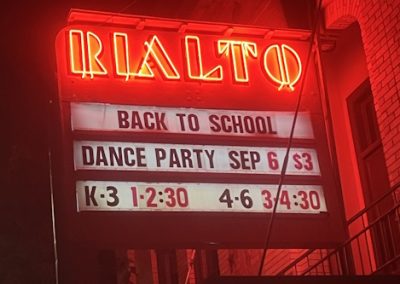 RIALTO
BACK TO SCHOOL
DANCE PARTY SEP 6 $3
K-3 1-2:30 4-6 3-4:30